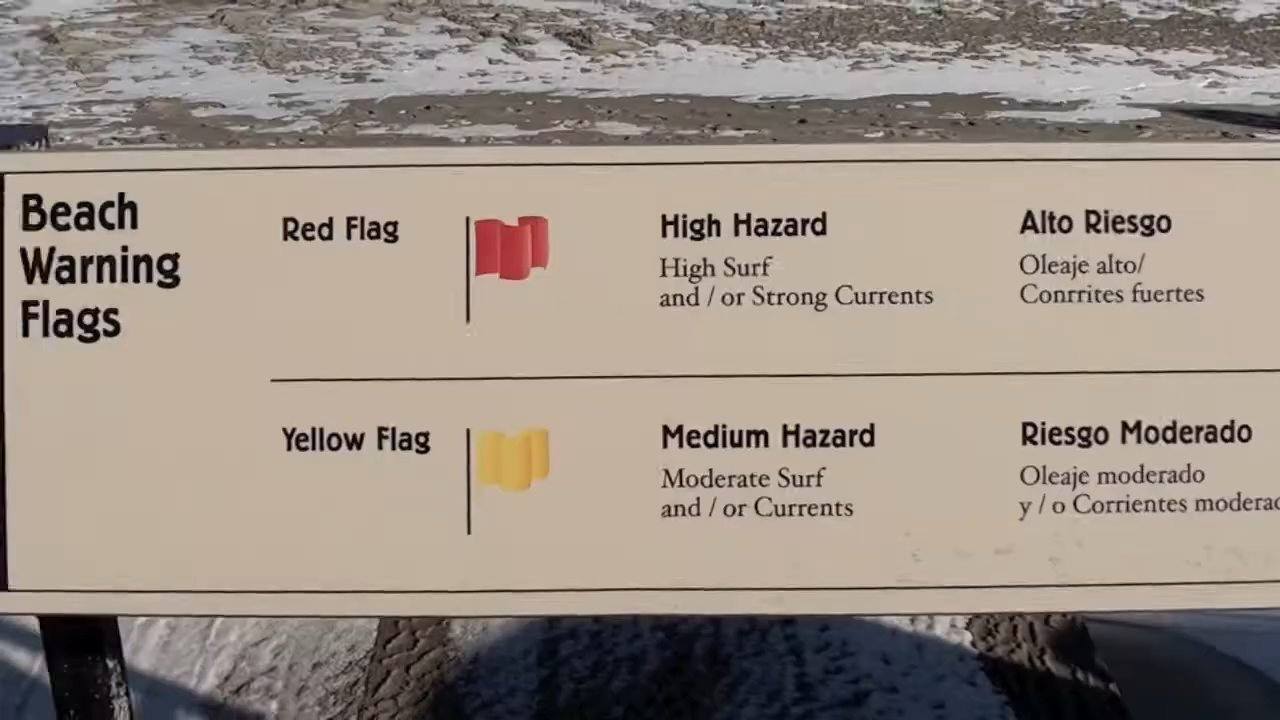 Beach
Warning
Flags
Red Flag
High Hazard
High Surf
and / or Strong Currents
Alto Riesgo
Oleaje alto/
Conrrites fuertes
Yellow Flag
Medium Hazard
Moderate Surf
and / or Currents
Riesgo Moderado
Oleaje moderado
y / o Corrientes